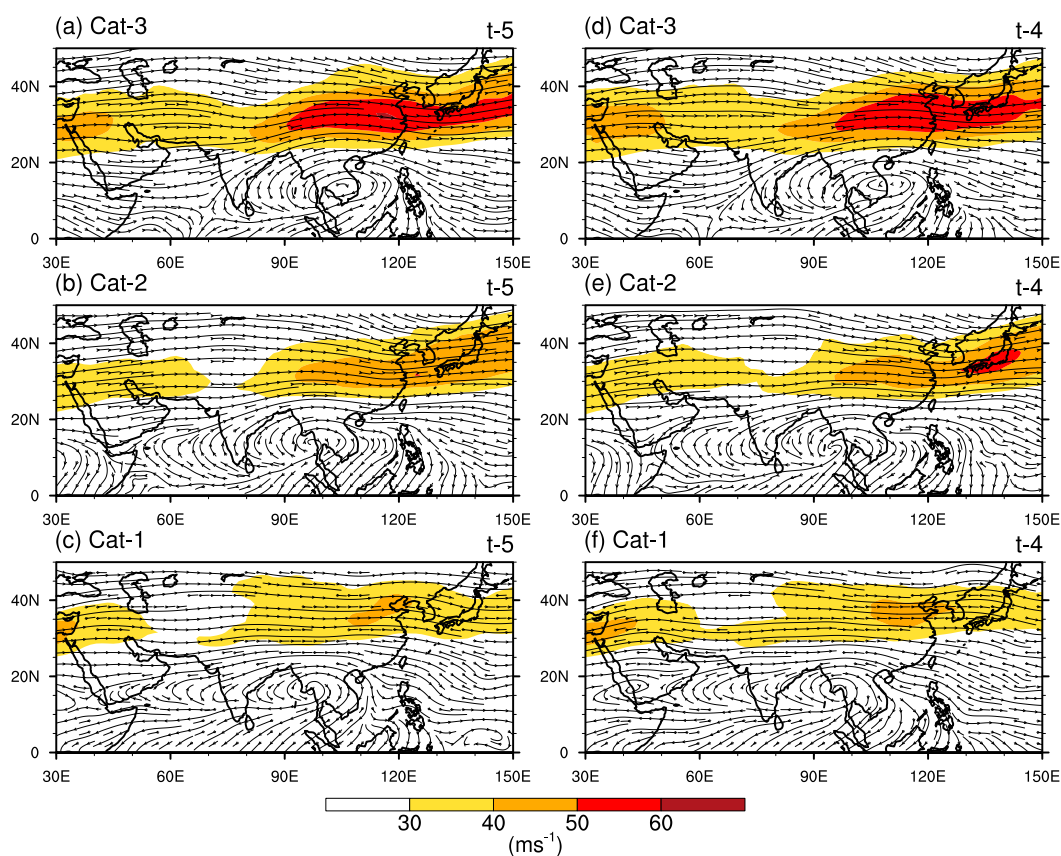 (a) Cat-3 t-5
(d) Cat-3 t-4
40N
20N
0
30E 60E 90E 120E 150E
40N
20N
0
30E 60E 90E 120E 150E
(b) Cat-2 t-5
(e) Cat-2 t-4
40N
20N
0
30E 60E 90E 120E 150E
40N
20N
0
30E 60E 90E 120E 150E
(c) Cat-1 t-5
(f) Cat-1 t-4
40N
20N
0
30E 60E 90E 120E 150E
40N
20N
0
30E 60E 90E 120E 150E
30 40 50 60
(ms⁻¹)